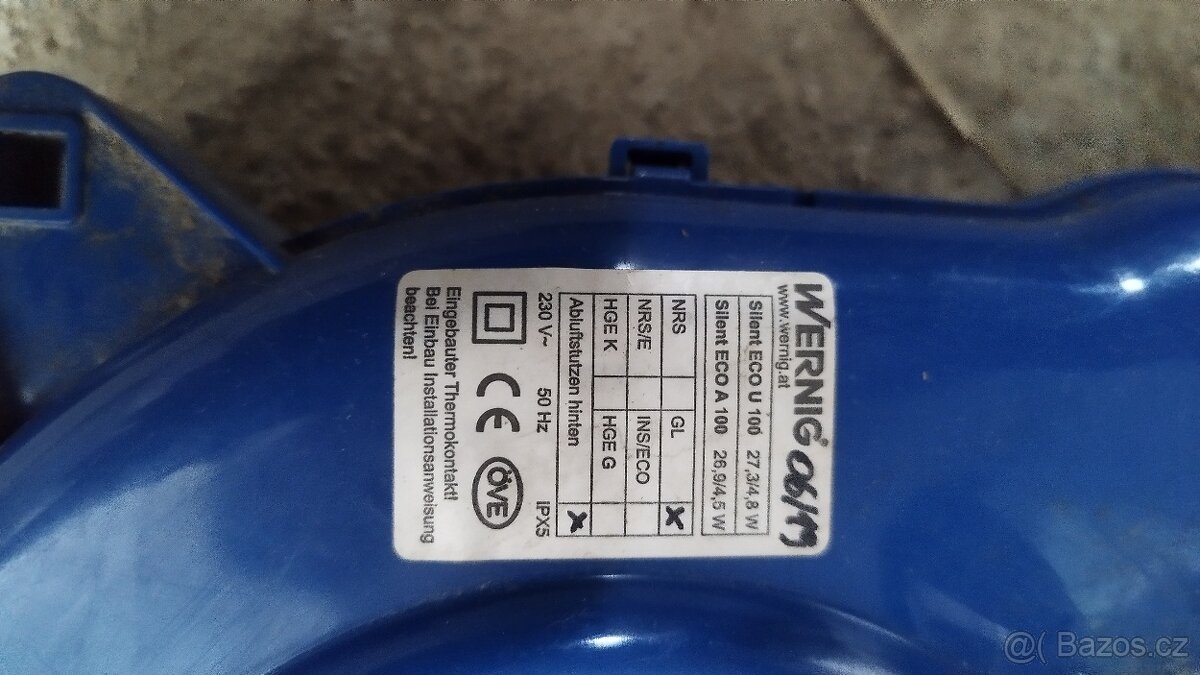 WERNIG® 06/19
www.wernig.at
Silent ECO U 100 27,3/4,8 W
Silent ECO A 100 26,9/4,5 W
NRS GL X
NRS/E INS/ECO
HGE K HGE G
Abluftstutzen hinten X
230 V~ 50 Hz IPX5
CE ÖVE
Eingebauter Thermokontakt!
Bei Einbau Installationsanweisung
beachten!
@( Bazos.cz